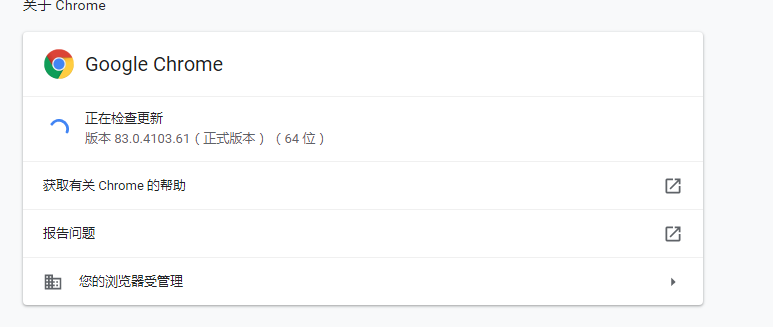 关于 Chrome
Google Chrome
正在检查更新
版本 83.0.4103.61（正式版本）（64 位）
获取有关 Chrome 的帮助
报告问题
您的浏览器受管理